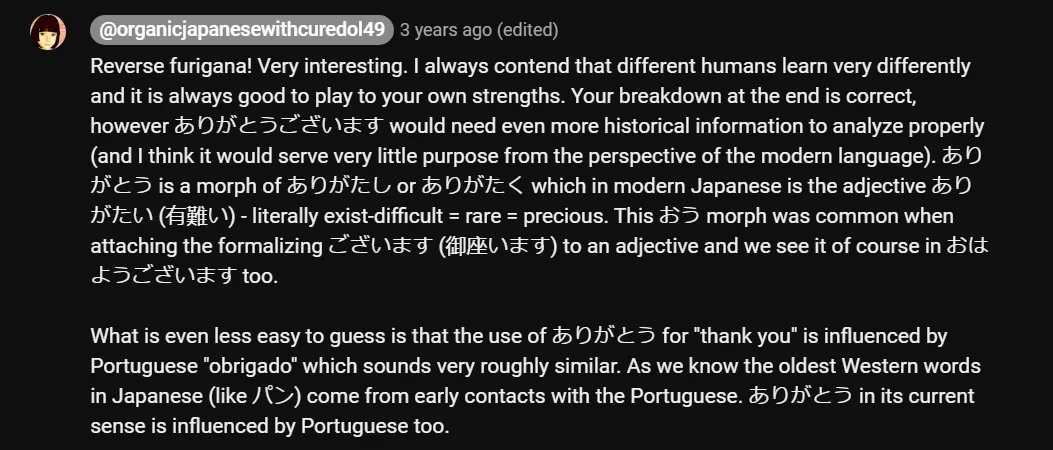 @organicjapanesewithcuredol49 3 years ago (edited)
Reverse furigana! Very interesting. I always contend that different humans learn very differently
and it is always good to play to your own strengths. Your breakdown at the end is correct,
however ありがとうございます would need even more historical information to analyze properly
(and I think it would serve very little purpose from the perspective of the modern language). あり
がとう is a morph of ありがたし or ありがたく which in modern Japanese is the adjective あり
がたい (有難い) - literally exist-difficult = rare = precious. This おう morph was common when
attaching the formalizing ございます (御座います) to an adjective and we see it of course in おは
ようございます too.
What is even less easy to guess is that the use of ありがとう for "thank you" is influenced by
Portuguese "obrigado" which sounds very roughly similar. As we know the oldest Western words
in Japanese (like パン) come from early contacts with the Portuguese. ありがとう in its current
sense is influenced by Portuguese too.